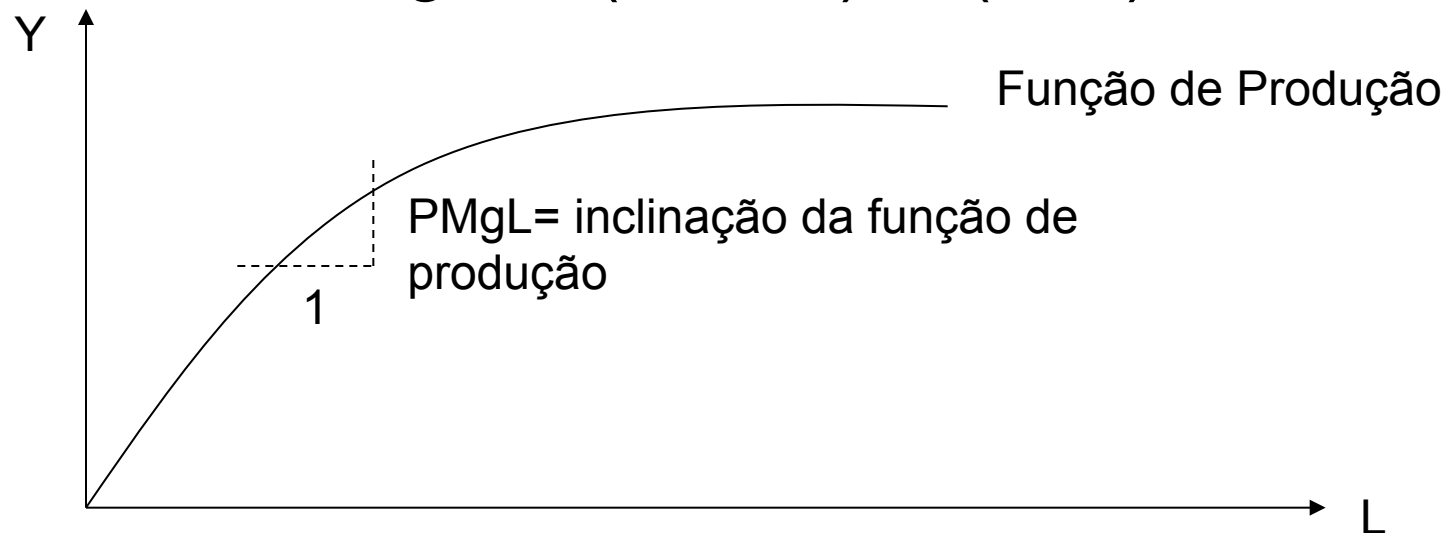 Y
Função de Produção
PMgL= inclinação da função de
produção
1
L